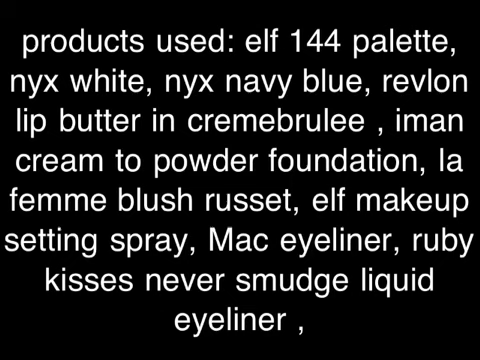 products used: elf 144 palette,
nyx white, nyx navy blue, revlon
lip butter in cremebrulee , iman
cream to powder foundation, la
femme blush russet, elf makeup
setting spray, Mac eyeliner, ruby
kisses never smudge liquid
eyeliner ,